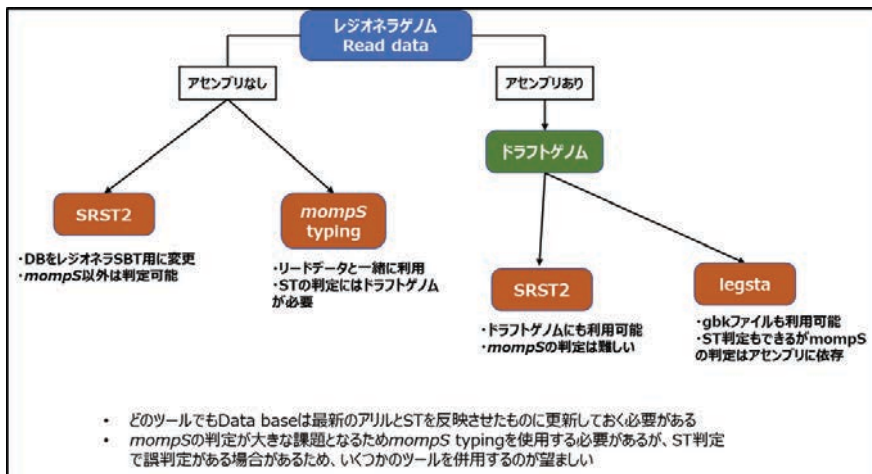 レジオネラゲノム
Read data
アセンブリなし
アセンブリあり
ドラフトゲノム
SRST2
・DBをレジオネラSBT用に変更
・mompS以外は判定可能
mompS
typing
・リードデータと一緒に利用
・STの判定にはドラフトゲノム
が必要
SRST2
・ドラフトゲノムにも利用可能
・mompSの判定は難しい
legsta
・gbkファイルも利用可能
・ST判定もできるがmompS
の判定はアセンブリに依存
• どのツールでもData baseは最新のアリルとSTを反映させたものに更新しておく必要がある
• mompSの判定が大きな課題となるためmompS typingを使用する必要があるが、ST判定
で誤判定がある場合があるため、いくつかのツールを併用するのが望ましい